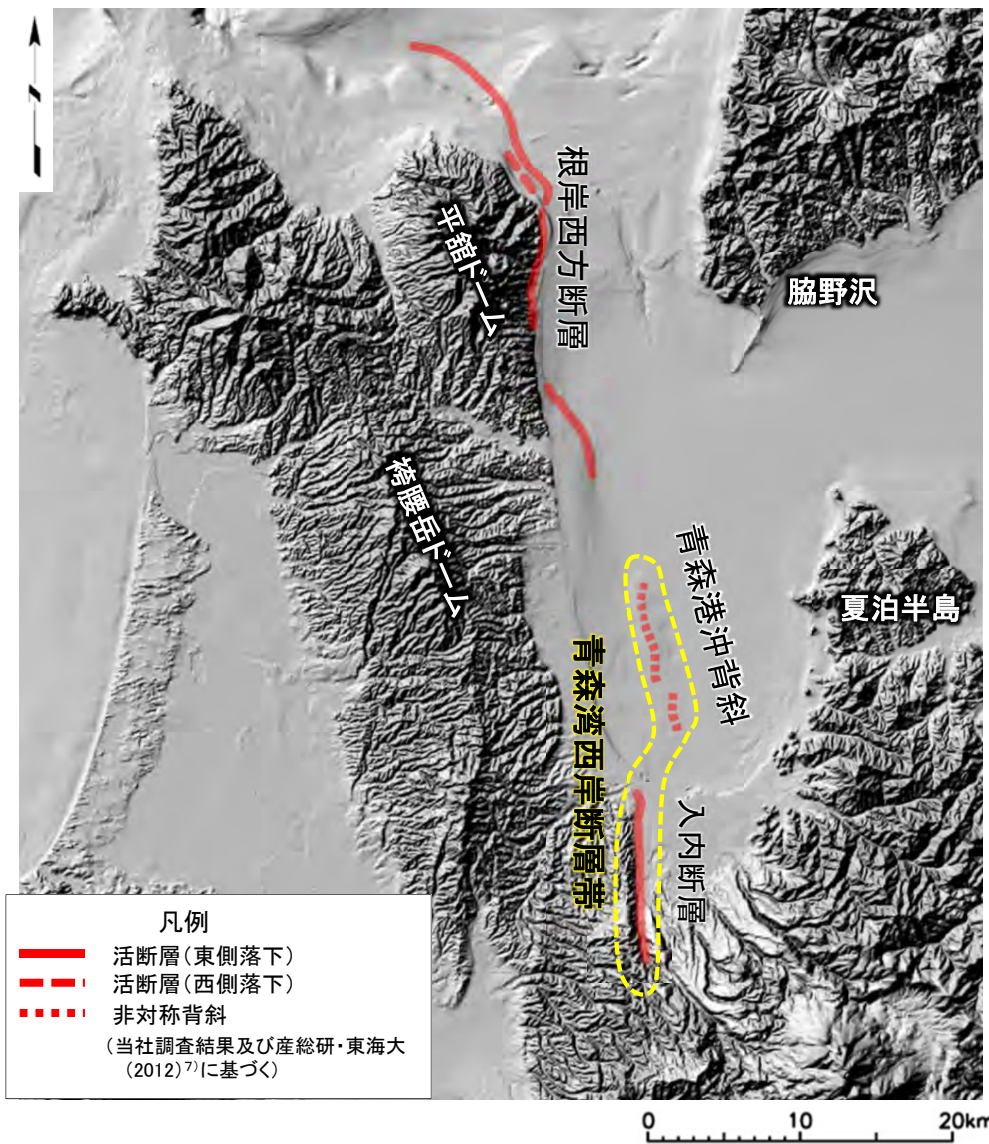 根岸西方断層
平舘ドーム
脇野沢
袴腰岳ドーム
青森港沖背斜
夏泊半島
青森湾西岸断層帯
入内断層
凡例
活断層(東側落下)
活断層(西側落下)
非対称背斜
(当社調査結果及び産総研・東海大
(2012)7)に基づく)
0 10 20km